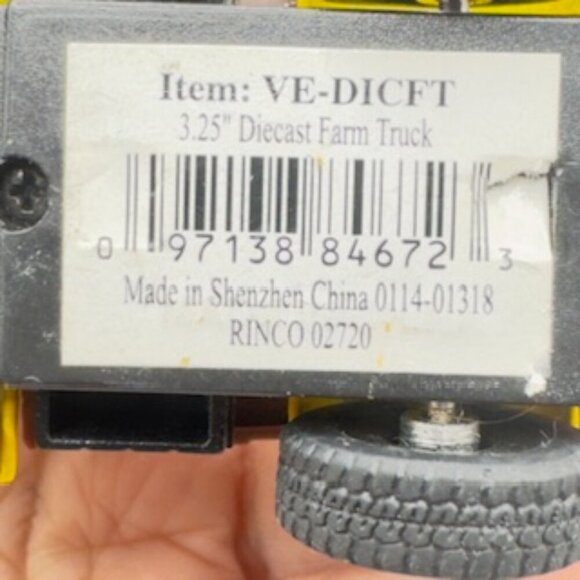 Item: VE-DICFT
3.25" Diecast Farm Truck
0 97138 84672 3
Made in Shenzhen China 0114-01318
RINCO 02720